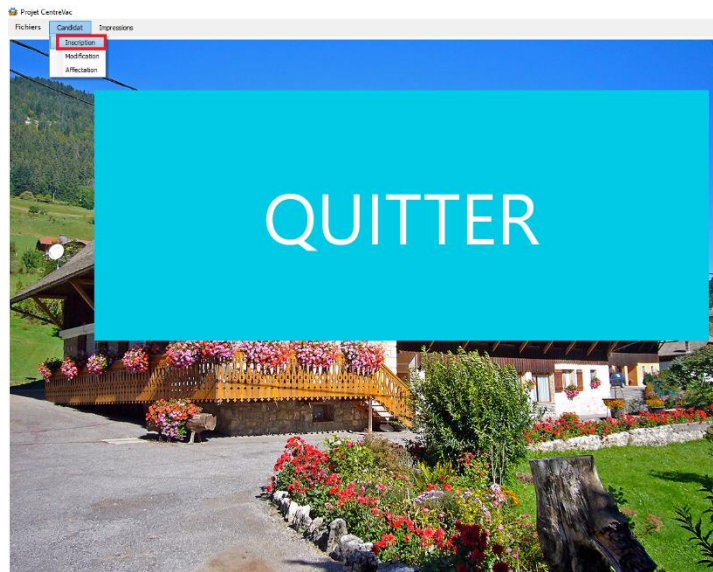 Projet CentreVac
Fichiers Candidat Impressions
Inscription
Modification
Affectation
QUITTER